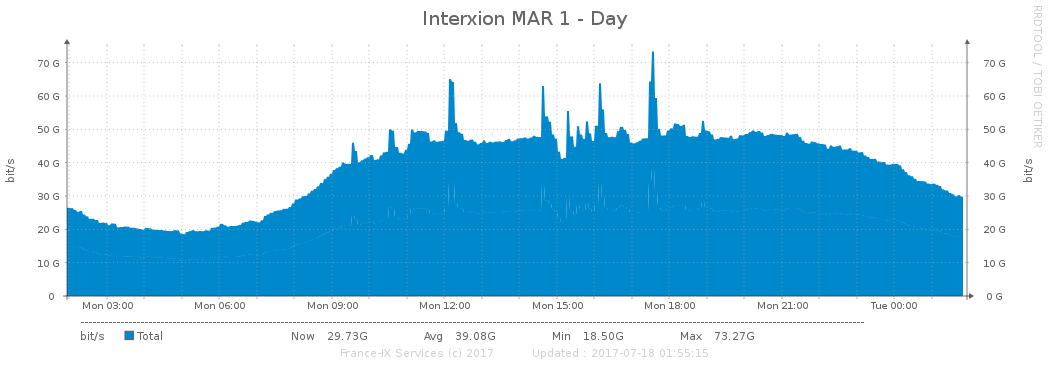 Interxion MAR 1 - Day
RRDTOOL / TOBI OETIKER
bit/s
bit/s
70 G 70 G
60 G 60 G
50 G 50 G
40 G 40 G
30 G 30 G
20 G 20 G
10 G 10 G
0 0 G
Mon 03:00 Mon 06:00 Mon 09:00 Mon 12:00 Mon 15:00 Mon 18:00 Mon 21:00 Tue 00:00
bit/s Total Now 29.73G Avg 39.08G Min 18.50G Max 73.27G
France-IX Services (c) 2017 Updated : 2017-07-18 01:55:15